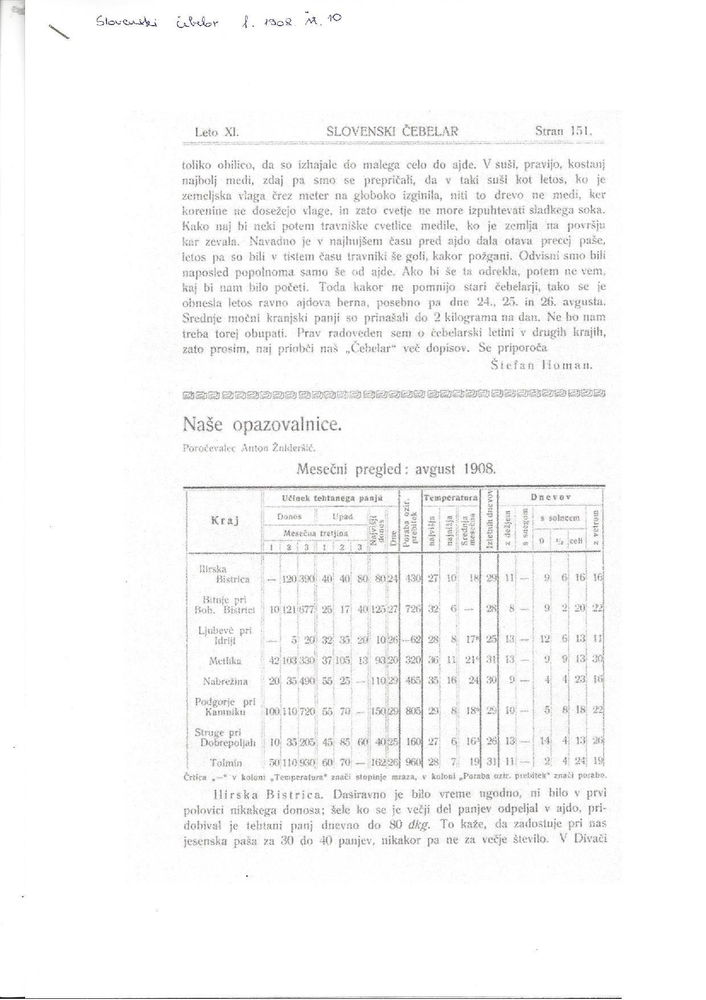 Slovenski čebelar l. 1908 št. 10
Leto XI. SLOVENSKI ČEBELAR Stran 151.
toliko obilico, da so izhajale do malega celo do ajde. V suši, pravijo, kostanj
najbolj medi, zdaj pa smo se prepričali, da v taki suši kot letos, ko je
zemeljska vlaga črez meter na globoko izginila, niti to drevo ne medi, ker
korenine ne dosežejo vlage, in zato cvetje ne more izpuhtevati sladkega soka.
Kako naj bi neki potem travniške cvetlice medile, ko je zemlja na površju
kar zevala. Navadno je v najhujšem času pred ajdo dala otava precej paše,
letos pa so bili v tistem času travniki še goli, kakor požgani. Odvisni smo bili
naposled popolnoma samo še od ajde. Ako bi še ta odrekla, potem ne vem,
kaj bi nam bilo početi. Toda kakor ne pomnijo stari čebelarji, tako se je
obnesla letos ravno ajdova berna, posebno pa dne 24., 25. in 26. avgusta.
Srednje močni kranjski panji so prinašali do 2 kilograma na dan. Ne bo nam
treba torej obupati. Prav radoveden sem o čebelarski letini v drugih krajih,
zato prosim, naj priobči naš „Čebelar“ več dopisov. Se priporoča
Štefan Homan.
Naše opazovalnice.
Poročevalec Anton Žnideršič.
Mesečni pregled: avgust 1908.
Kraj Učinek tehtanega panju Poraba ozir. prebitek Temperatura Izletnih dnevov Dnevov
Donos Upad Najvišji donos Dne najvišja najnižja Srednja mesečna z dežjem s snegom s solncem z vetrom
Mesečna tretjina 0 ½ celi
1 2 3 1 2 3
Ilirska
Bistrica — 120 390 40 40 80 80 24 430 27 10 18 29 11 — 9 6 16 16
Bitnje pri
Boh. Bistrici 10 121 677 25 17 40 125 27 726 32 6 — 28 8 — 9 2 20 22
Ljubevč pri
Idriji — 5 20 32 35 20 10 26 —62 28 8 17 25 13 — 12 6 13 11
Metlika 42 103 330 37 105 13 93 20 320 36 11 21 31 13 — 9 9 13 30
Nabrežina 20 35 490 55 25 — 110 29 465 35 16 24 30 9 — 4 4 23 16
Podgorje pri
Kamniku 100 110 720 55 70 — 150 29 805 29 8 18 29 10 — 5 8 18 22
Struge pri
Dobrepoljah 10 35 205 45 85 60 40 25 160 27 6 16 26 13 — 14 4 13 26
Tolmin 50 110 930 60 70 — 162 26 960 28 7 19 31 11 — 2 4 24 19
Črtica „—“ v koloni „Temperatura“ znači stopinje mraza, v koloni „Poraba ozir. prebitek“ znači porabo.
Ilirska Bistrica. Dasiravno je bilo vreme ugodno, ni bilo v prvi
polovici nikakega donosa; šele ko se je večji del panjev odpeljal v ajdo, pri-
dobival je tehtani panj dnevno do 80 dkg. To kaže, da zadostuje pri nas
jesenska paša za 30 do 40 panjev, nikakor pa ne za večje število. V Divači